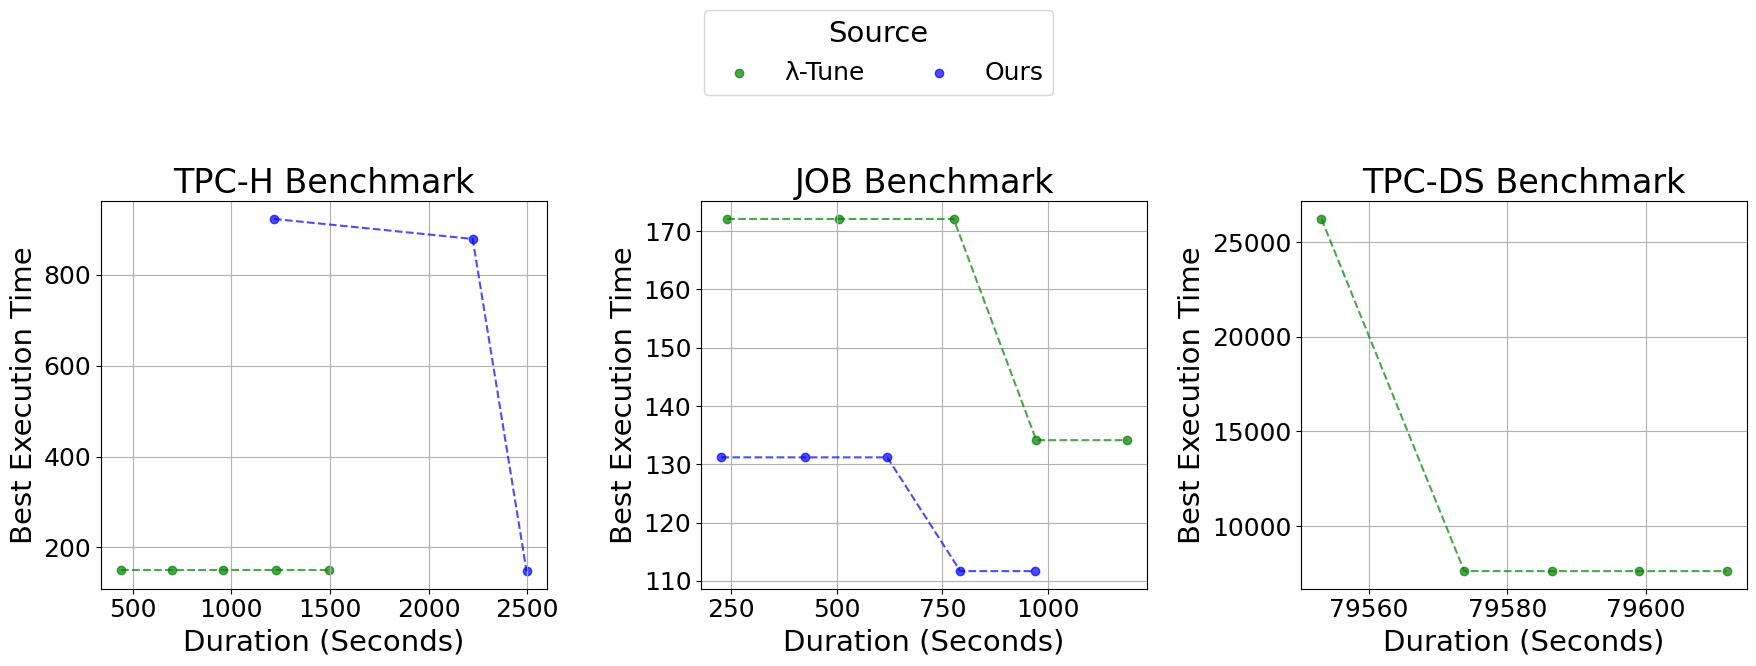 Source
λ-Tune
Ours
TPC-H Benchmark
Best Execution Time
800
600
400
200
500 1000 1500 2000 2500
Duration (Seconds)
JOB Benchmark
Best Execution Time
170
160
150
140
130
120
110
250 500 750 1000
Duration (Seconds)
TPC-DS Benchmark
Best Execution Time
25000
20000
15000
10000
79560 79580 79600
Duration (Seconds)